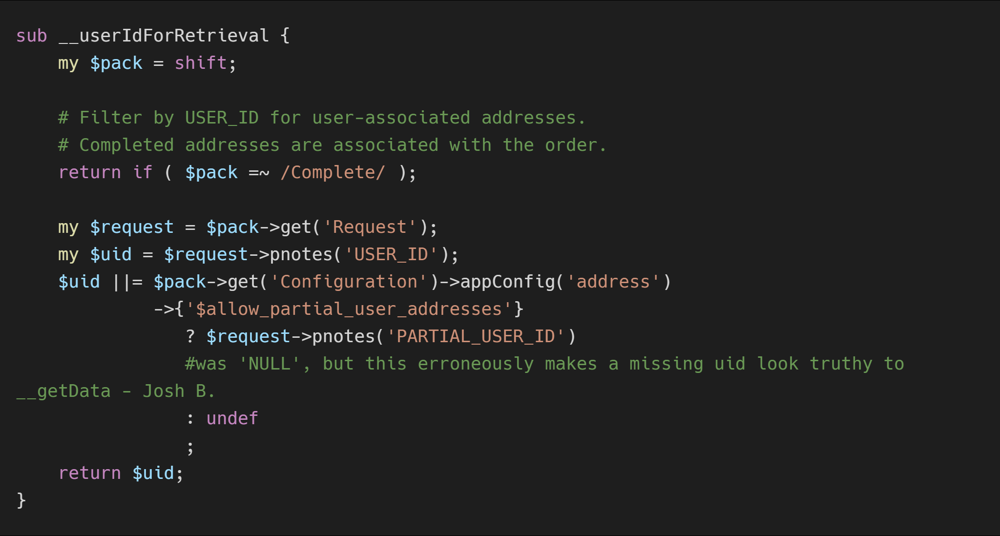 sub __userIdForRetrieval {
    my $pack = shift;

    # Filter by USER_ID for user-associated addresses.
    # Completed addresses are associated with the order.
    return if ( $pack =~ /Complete/ );

    my $request = $pack->get('Request');
    my $uid = $request->pnotes('USER_ID');
    $uid ||= $pack->get('Configuration')->appConfig('address')
             ->{'$allow_partial_user_addresses'}
                ? $request->pnotes('PARTIAL_USER_ID')
                #was 'NULL', but this erroneously makes a missing uid look truthy to
__getData - Josh B.
                : undef
                ;
    return $uid;
}